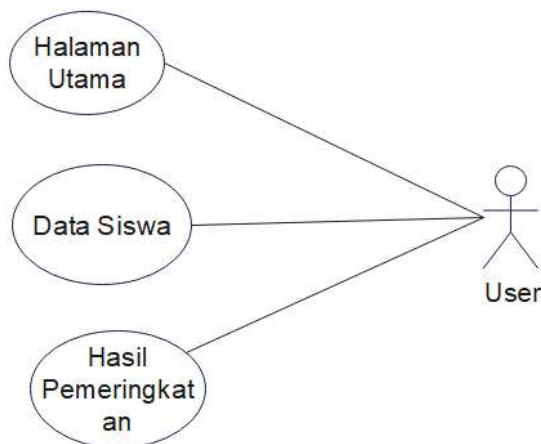 Halaman
Utama
Data Siswa
User
Hasil
Pemeringkat
an